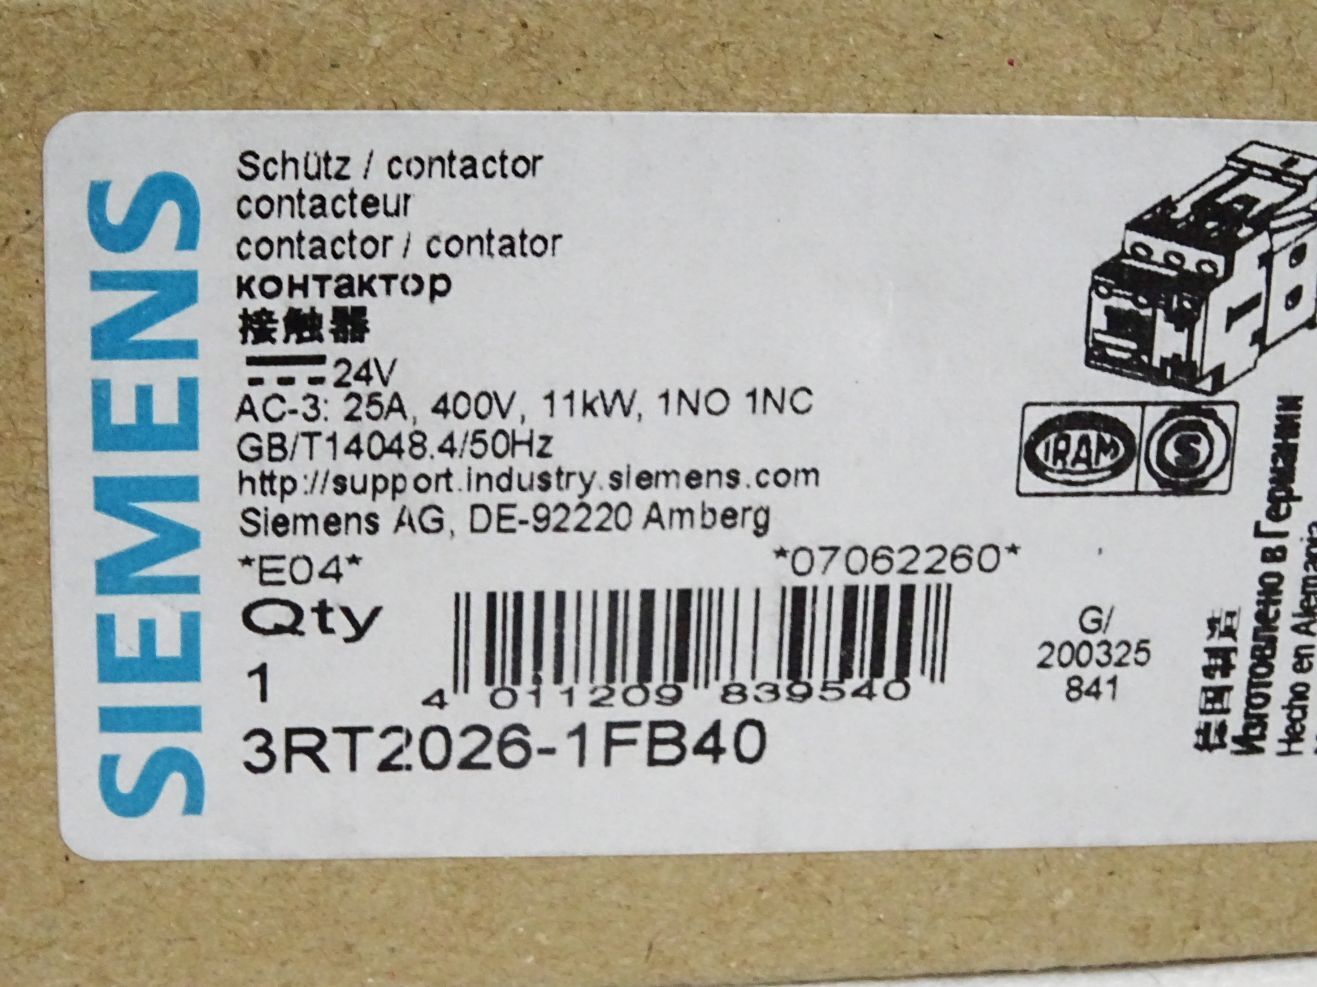 SIEMENS
Schütz / contactor
contacteur
contactor / contator
контактор
接触器
24V
AC-3: 25A, 400V, 11kW, 1NO 1NC
GB/T14048.4/50Hz
http://support.industry.siemens.com
Siemens AG, DE-92220 Amberg
*E04* *07062260*
Qty
1
4 011209 839540
3RT2026-1FB40
IRAM S
G/
200325
841
德国制造
Изготовлено в Германии
Hecho en Alemania